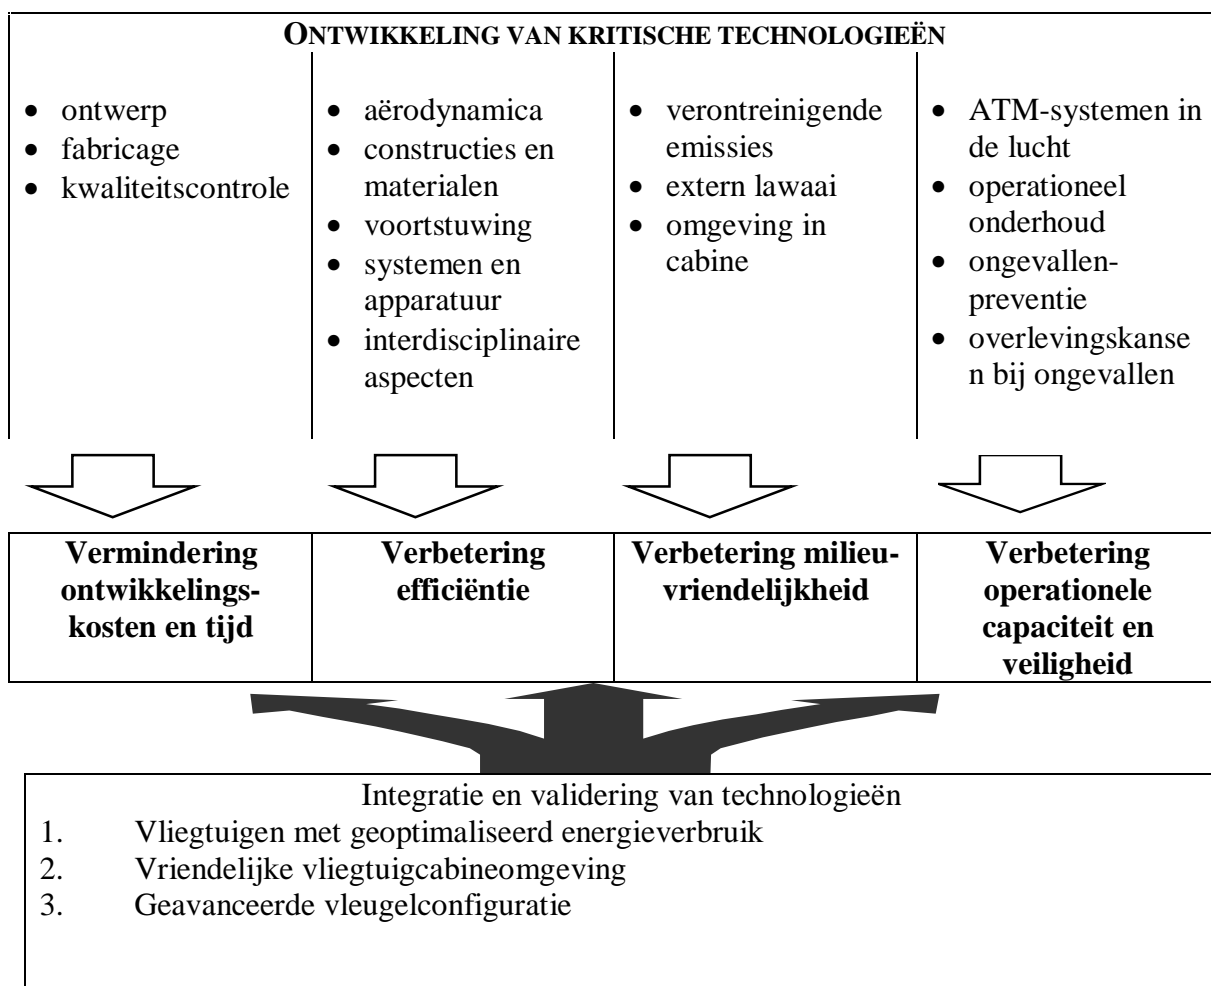 ONTWIKKELING VAN KRITISCHE TECHNOLOGIEËN
• ontwerp
• fabricage
• kwaliteitscontrole
• aërodynamica
• constructies en
materialen
• voortstuwing
• systemen en
apparatuur
• interdisciplinaire
aspecten
• verontreinigende
emissies
• extern lawaai
• omgeving in
cabine
• ATM-systemen in
de lucht
• operationeel
onderhoud
• ongevallen-
preventie
• overlevingskanse
n bij ongevallen
Vermindering
ontwikkelings-
kosten en tijd
Verbetering
efficiëntie
Verbetering milieu-
vriendelijkheid
Verbetering
operationele
capaciteit en
veiligheid
Integratie en validering van technologieën
1. Vliegtuigen met geoptimaliseerd energieverbruik
2. Vriendelijke vliegtuigcabineomgeving
3. Geavanceerde vleugelconfiguratie